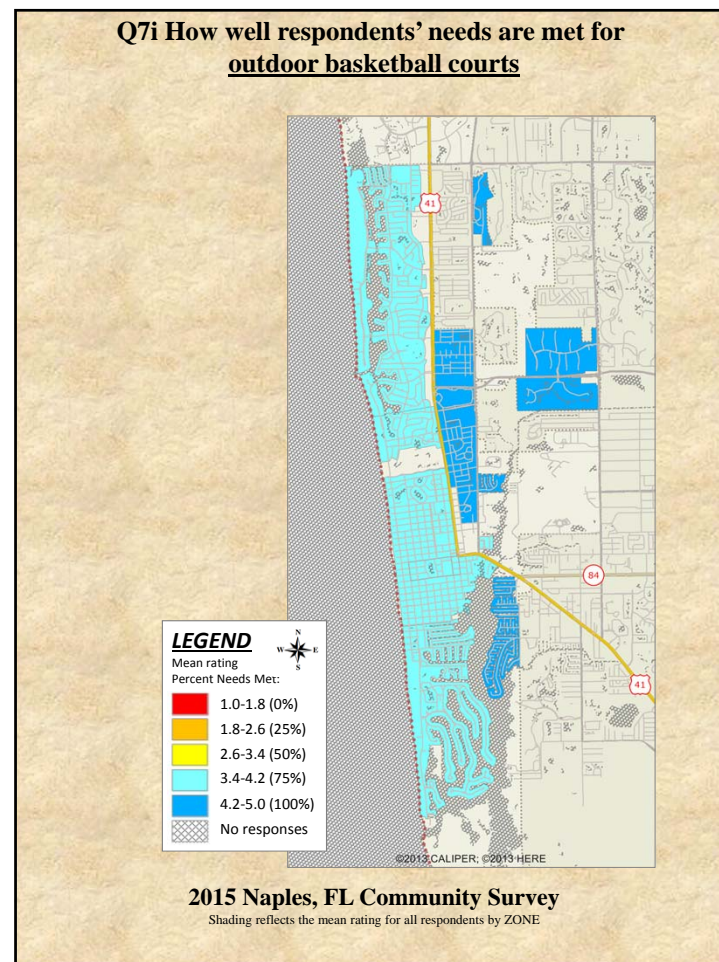 Q7i How well respondents’ needs are met for
outdoor basketball courts
41
84
41
LEGEND
N
W E
S
Mean rating
Percent Needs Met:
1.0-1.8 (0%)
1.8-2.6 (25%)
2.6-3.4 (50%)
3.4-4.2 (75%)
4.2-5.0 (100%)
No responses
©2013 CALIPER; ©2013 HERE
2015 Naples, FL Community Survey
Shading reflects the mean rating for all respondents by ZONE